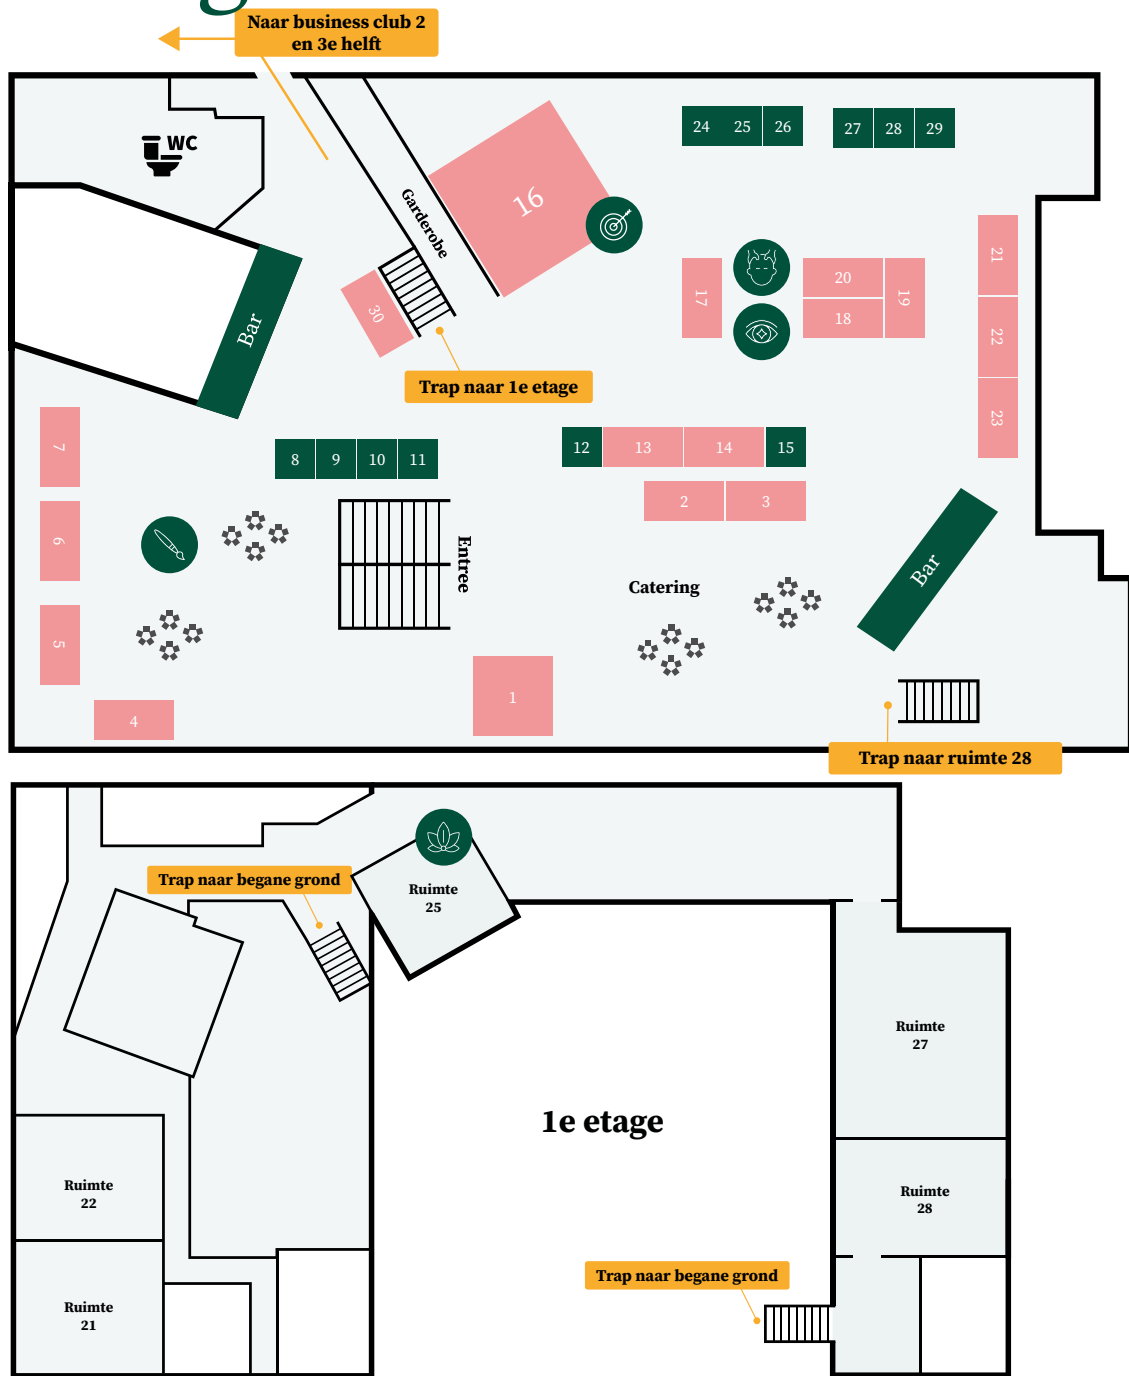 Naar business club 2
en 3e helft
WC
Garderobe
16
24 25 26
27 28 29
21
22
23
17
20
18
19
30
Bar
Trap naar 1e etage
7
6
5
4
8 9 10 11
12 13 14 15
2 3
Entree
Catering
Bar
1
Trap naar ruimte 28
Trap naar begane grond
Ruimte
25
Ruimte
27
1e etage
Ruimte
22
Ruimte
28
Trap naar begane grond
Ruimte
21